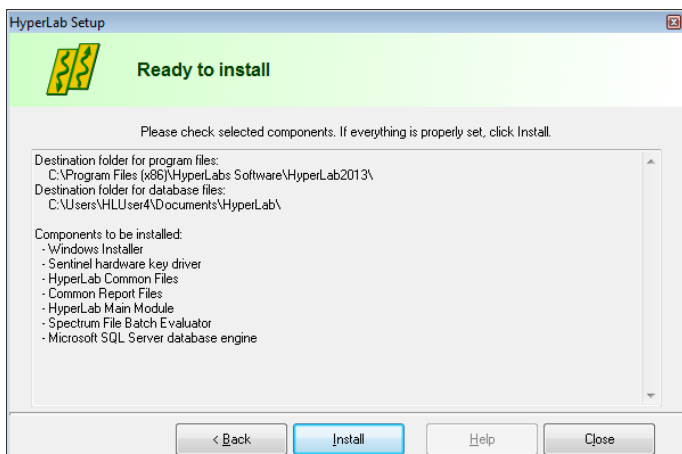 HyperLab Setup
Ready to install
Please check selected components. If everything is properly set, click Install.
Destination folder for program files:
C:\Program Files (x86)\HyperLabs Software\HyperLab2013\
Destination folder for database files:
C:\Users\HLUser4\Documents\HyperLab\
Components to be installed:
- Windows Installer
- Sentinel hardware key driver
- HyperLab Common Files
- Common Report Files
- HyperLab Main Module
- Spectrum File Batch Evaluator
- Microsoft SQL Server database engine
< Back Install Help Close